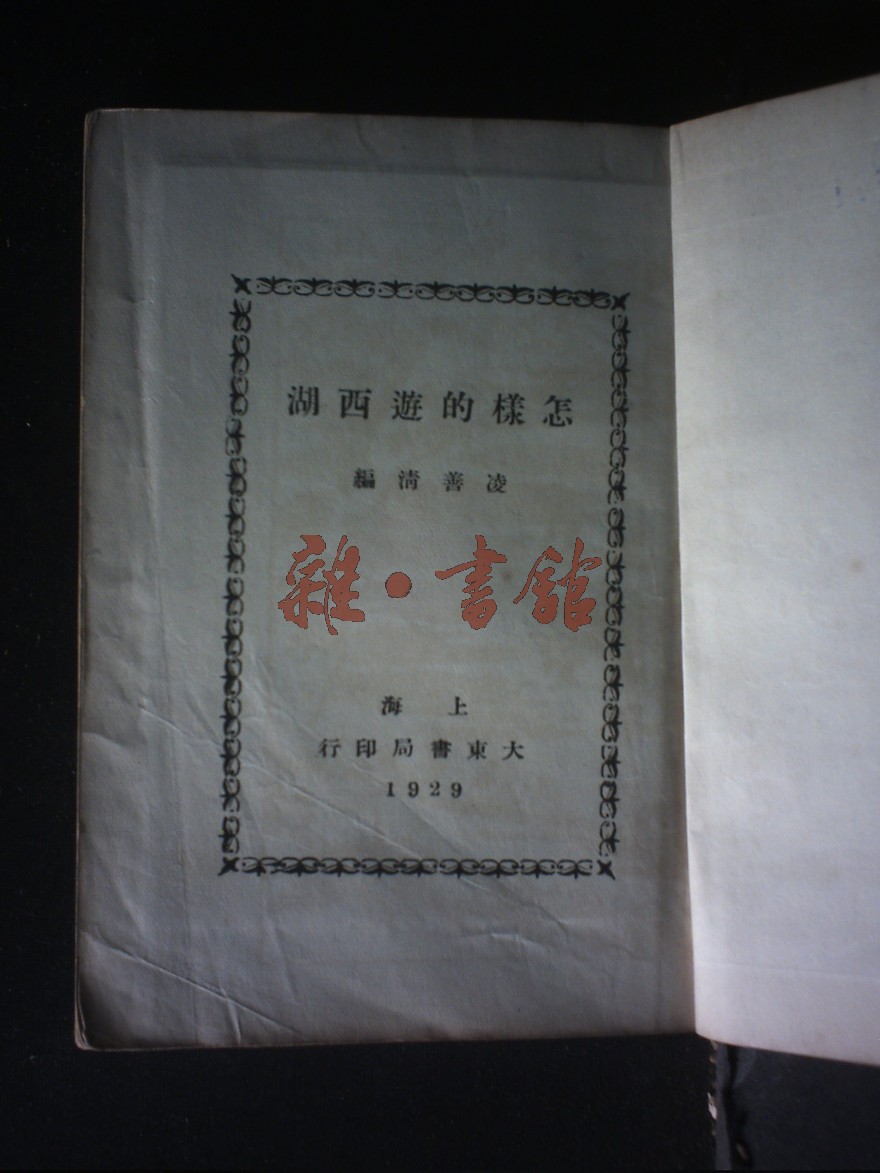 怎樣的遊西湖
凌善清編
雜·書館
上海
大東書局印行
1929